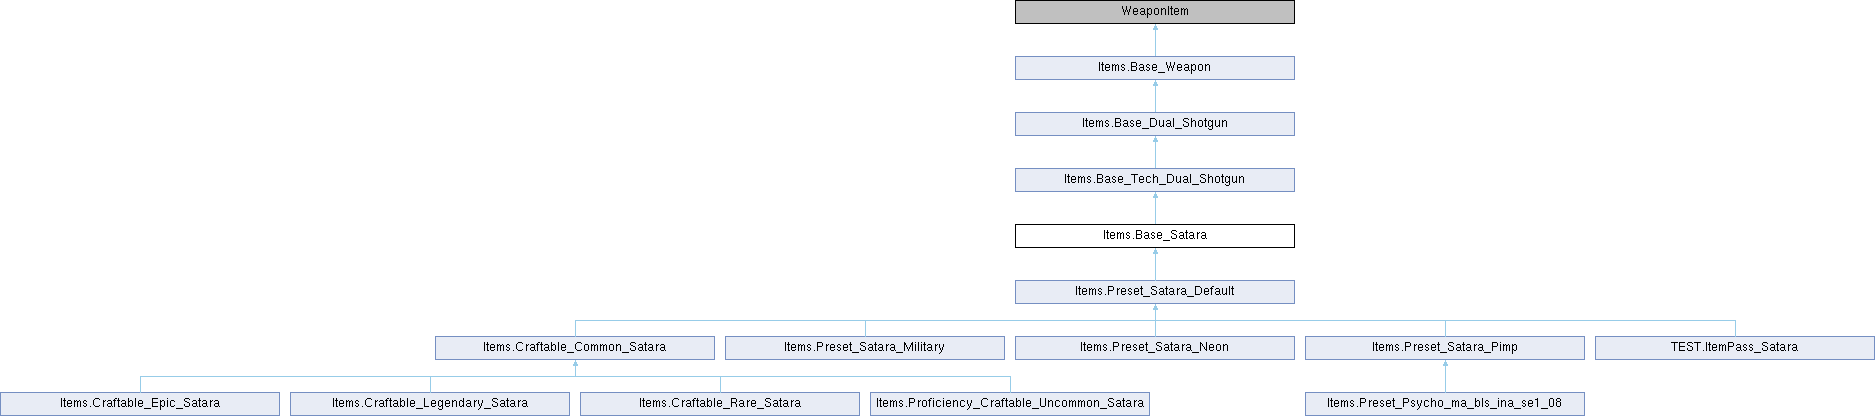 WeaponItem
Items.Base_Weapon
Items.Base_Dual_Shotgun
Items.Base_Tech_Dual_Shotgun
Items.Base_Satara
Items.Preset_Satara_Default
Items.Craftable_Common_Satara
Items.Preset_Satara_Military
Items.Preset_Satara_Neon
Items.Preset_Satara_Pimp
TEST.ItemPass_Satara
Items.Craftable_Epic_Satara
Items.Craftable_Legendary_Satara
Items.Craftable_Rare_Satara
Items.Proficiency_Craftable_Uncommon_Satara
Items.Preset_Psycho_ma_bls_ina_se1_08